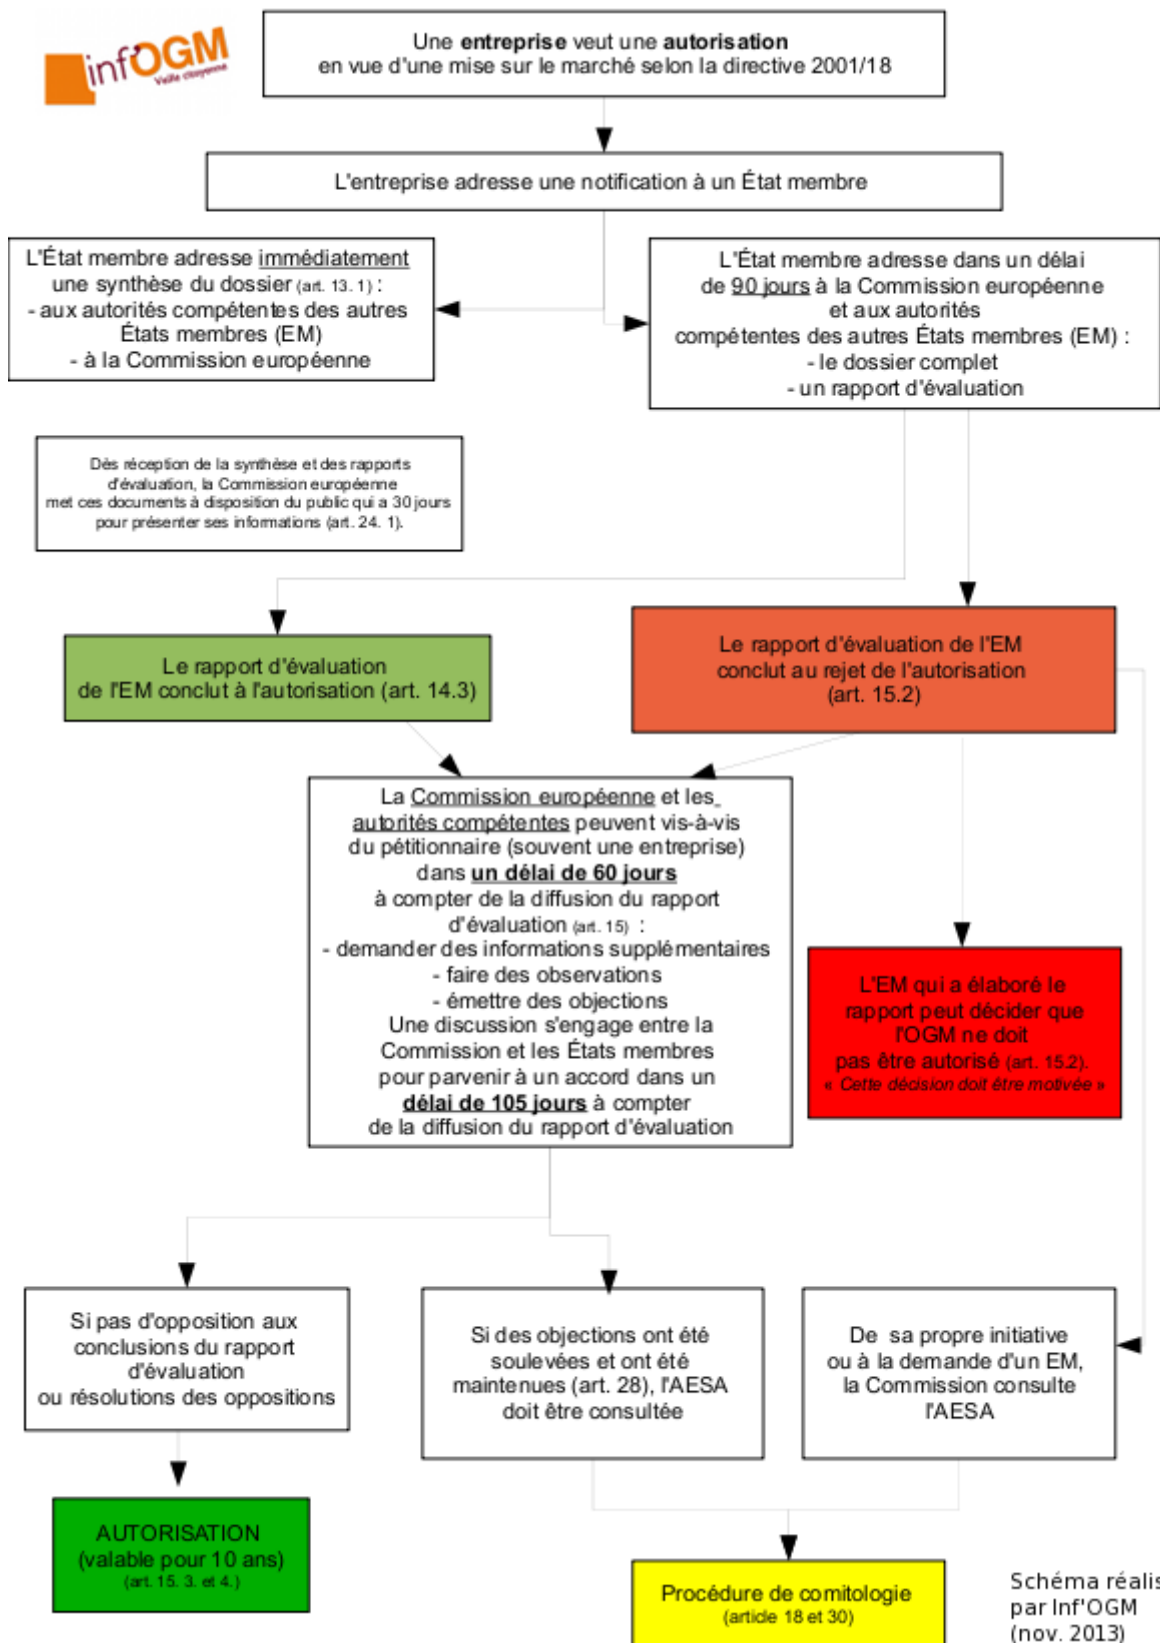 inf'OGM
Veille citoyenne
Une entreprise veut une autorisation
en vue d'une mise sur le marché selon la directive 2001/18
L'entreprise adresse une notification à un État membre
L'État membre adresse immédiatement
une synthèse du dossier (art. 13. 1) :
- aux autorités compétentes des autres
États membres (EM)
- à la Commission européenne
L'État membre adresse dans un délai
de 90 jours à la Commission européenne
et aux autorités
compétentes des autres États membres (EM) :
- le dossier complet
- un rapport d'évaluation
Dès réception de la synthèse et des rapports
d'évaluation, la Commission européenne
met ces documents à disposition du public qui a 30 jours
pour présenter ses informations (art. 24. 1).
Le rapport d'évaluation
de l'EM conclut à l'autorisation (art. 14.3)
Le rapport d'évaluation de l'EM
conclut au rejet de l'autorisation
(art. 15.2)
La Commission européenne et les
autorités compétentes peuvent vis-à-vis
du pétitionnaire (souvent une entreprise)
dans un délai de 60 jours
à compter de la diffusion du rapport
d'évaluation (art. 15) :
- demander des informations supplémentaires
- faire des observations
- émettre des objections
Une discussion s'engage entre la
Commission et les États membres
pour parvenir à un accord dans un
délai de 105 jours à compter
de la diffusion du rapport d'évaluation
L'EM qui a élaboré le
rapport peut décider que
l'OGM ne doit
pas être autorisé (art. 15.2).
« Cette décision doit être motivée »
Si pas d'opposition aux
conclusions du rapport
d'évaluation
ou résolutions des oppositions
Si des objections ont été
soulevées et ont été
maintenues (art. 28), l'AESA
doit être consultée
De sa propre initiative
ou à la demande d'un EM,
la Commission consulte
l'AESA
AUTORISATION
(valable pour 10 ans)
(art. 15. 3. et 4.)
Procédure de comitologie
(article 18 et 30)
Schéma réalis
par Inf'OGM
(nov. 2013)